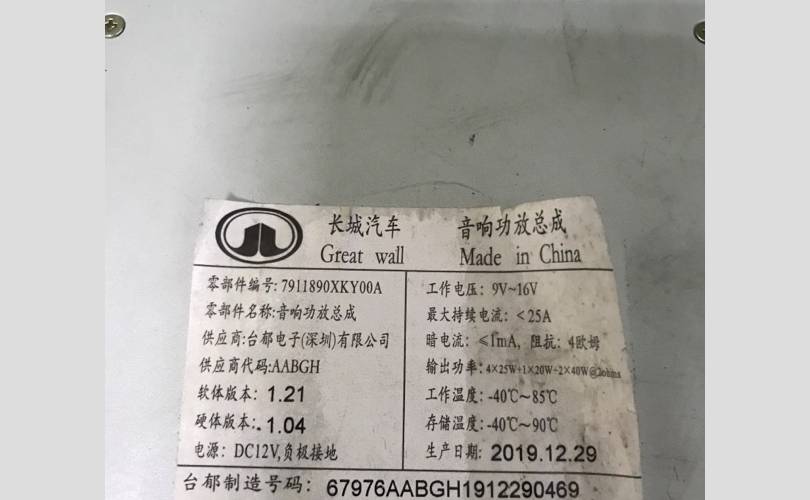 长城汽车 音响功放总成
Great wall Made in China
零部件编号:7911890XKY00A
零部件名称:音响功放总成
供应商:台郁电子(深圳)有限公司
供应商代码:AABGH
软体版本: 1.21
硬体版本: 1.04
电源: DC12V,负极接地
工作电压: 9V~16V
最大持续电流: <25A
暗电流: ≤1mA, 阻抗: 4欧姆
输出功率: 4×25W+1×20W+2×40W@2ohms
工作温度: -40℃~85℃
存储温度: -40℃~90℃
生产日期: 2019.12.29
台郁制造号码: 67976AABGH1912290469